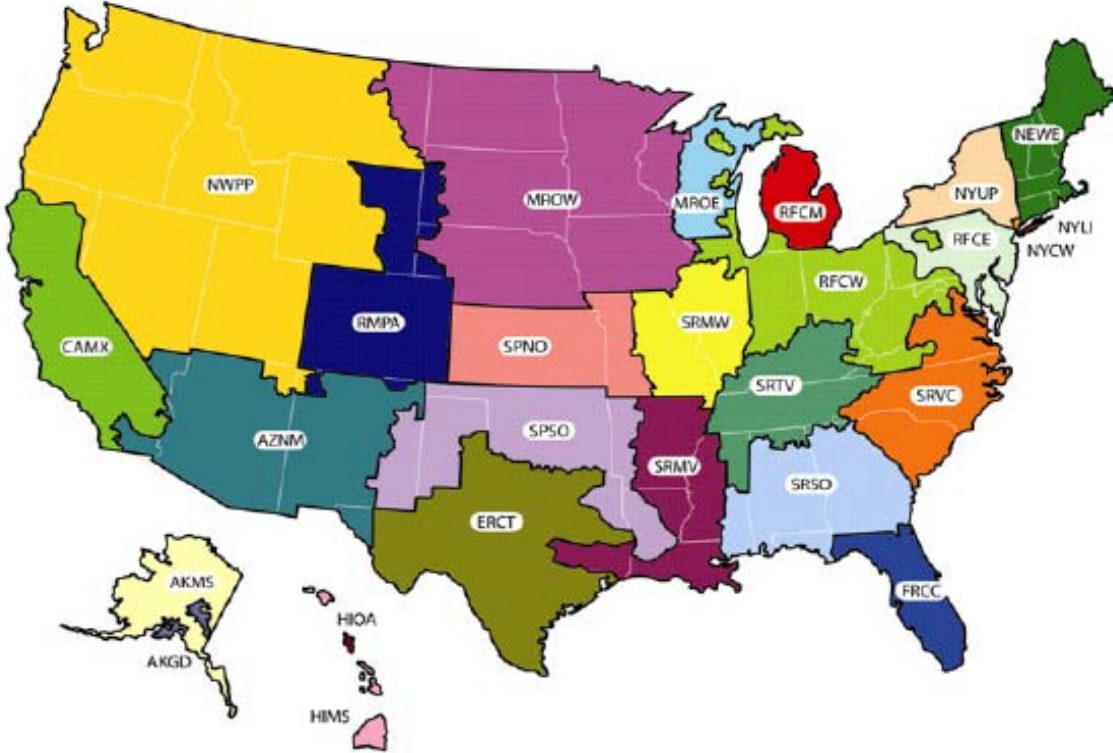 NEWE
NWPP
MROW
NYUP
MROE
RFCM
NYLI
RFCE
NYCW
RFCW
RMPA
SRMW
CAMX
SPNO
SRTV
SRVC
SPSO
AZNM
SRMV
SRSO
ERCT
AKMS
FRCC
HIOA
AKGD
HIMS